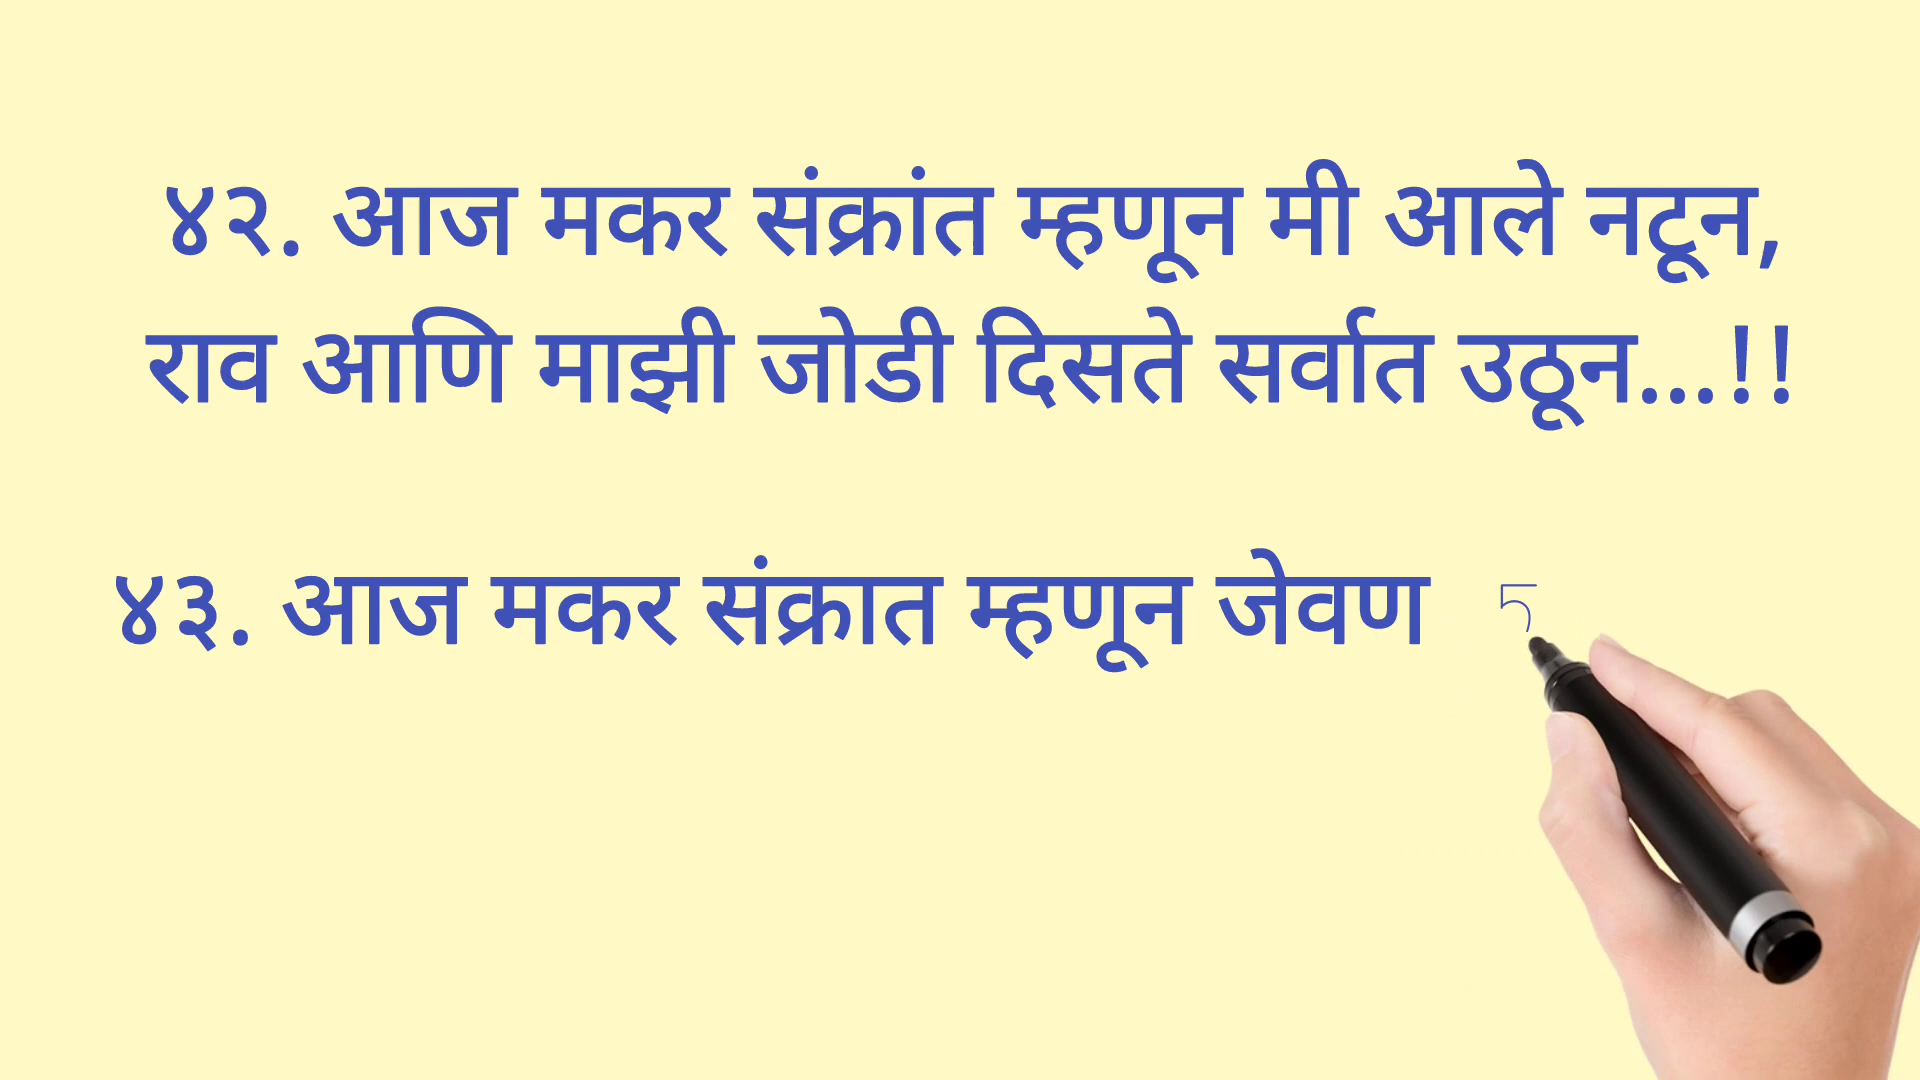 ४२. आज मकर संक्रांत म्हणून मी आले नटून,
राव आणि माझी जोडी दिसते सर्वात उठून...!!
४३. आज मकर संक्रात म्हणून जेवण